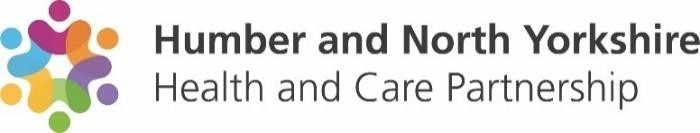 Humber and North Yorkshire
Health and Care Partnership